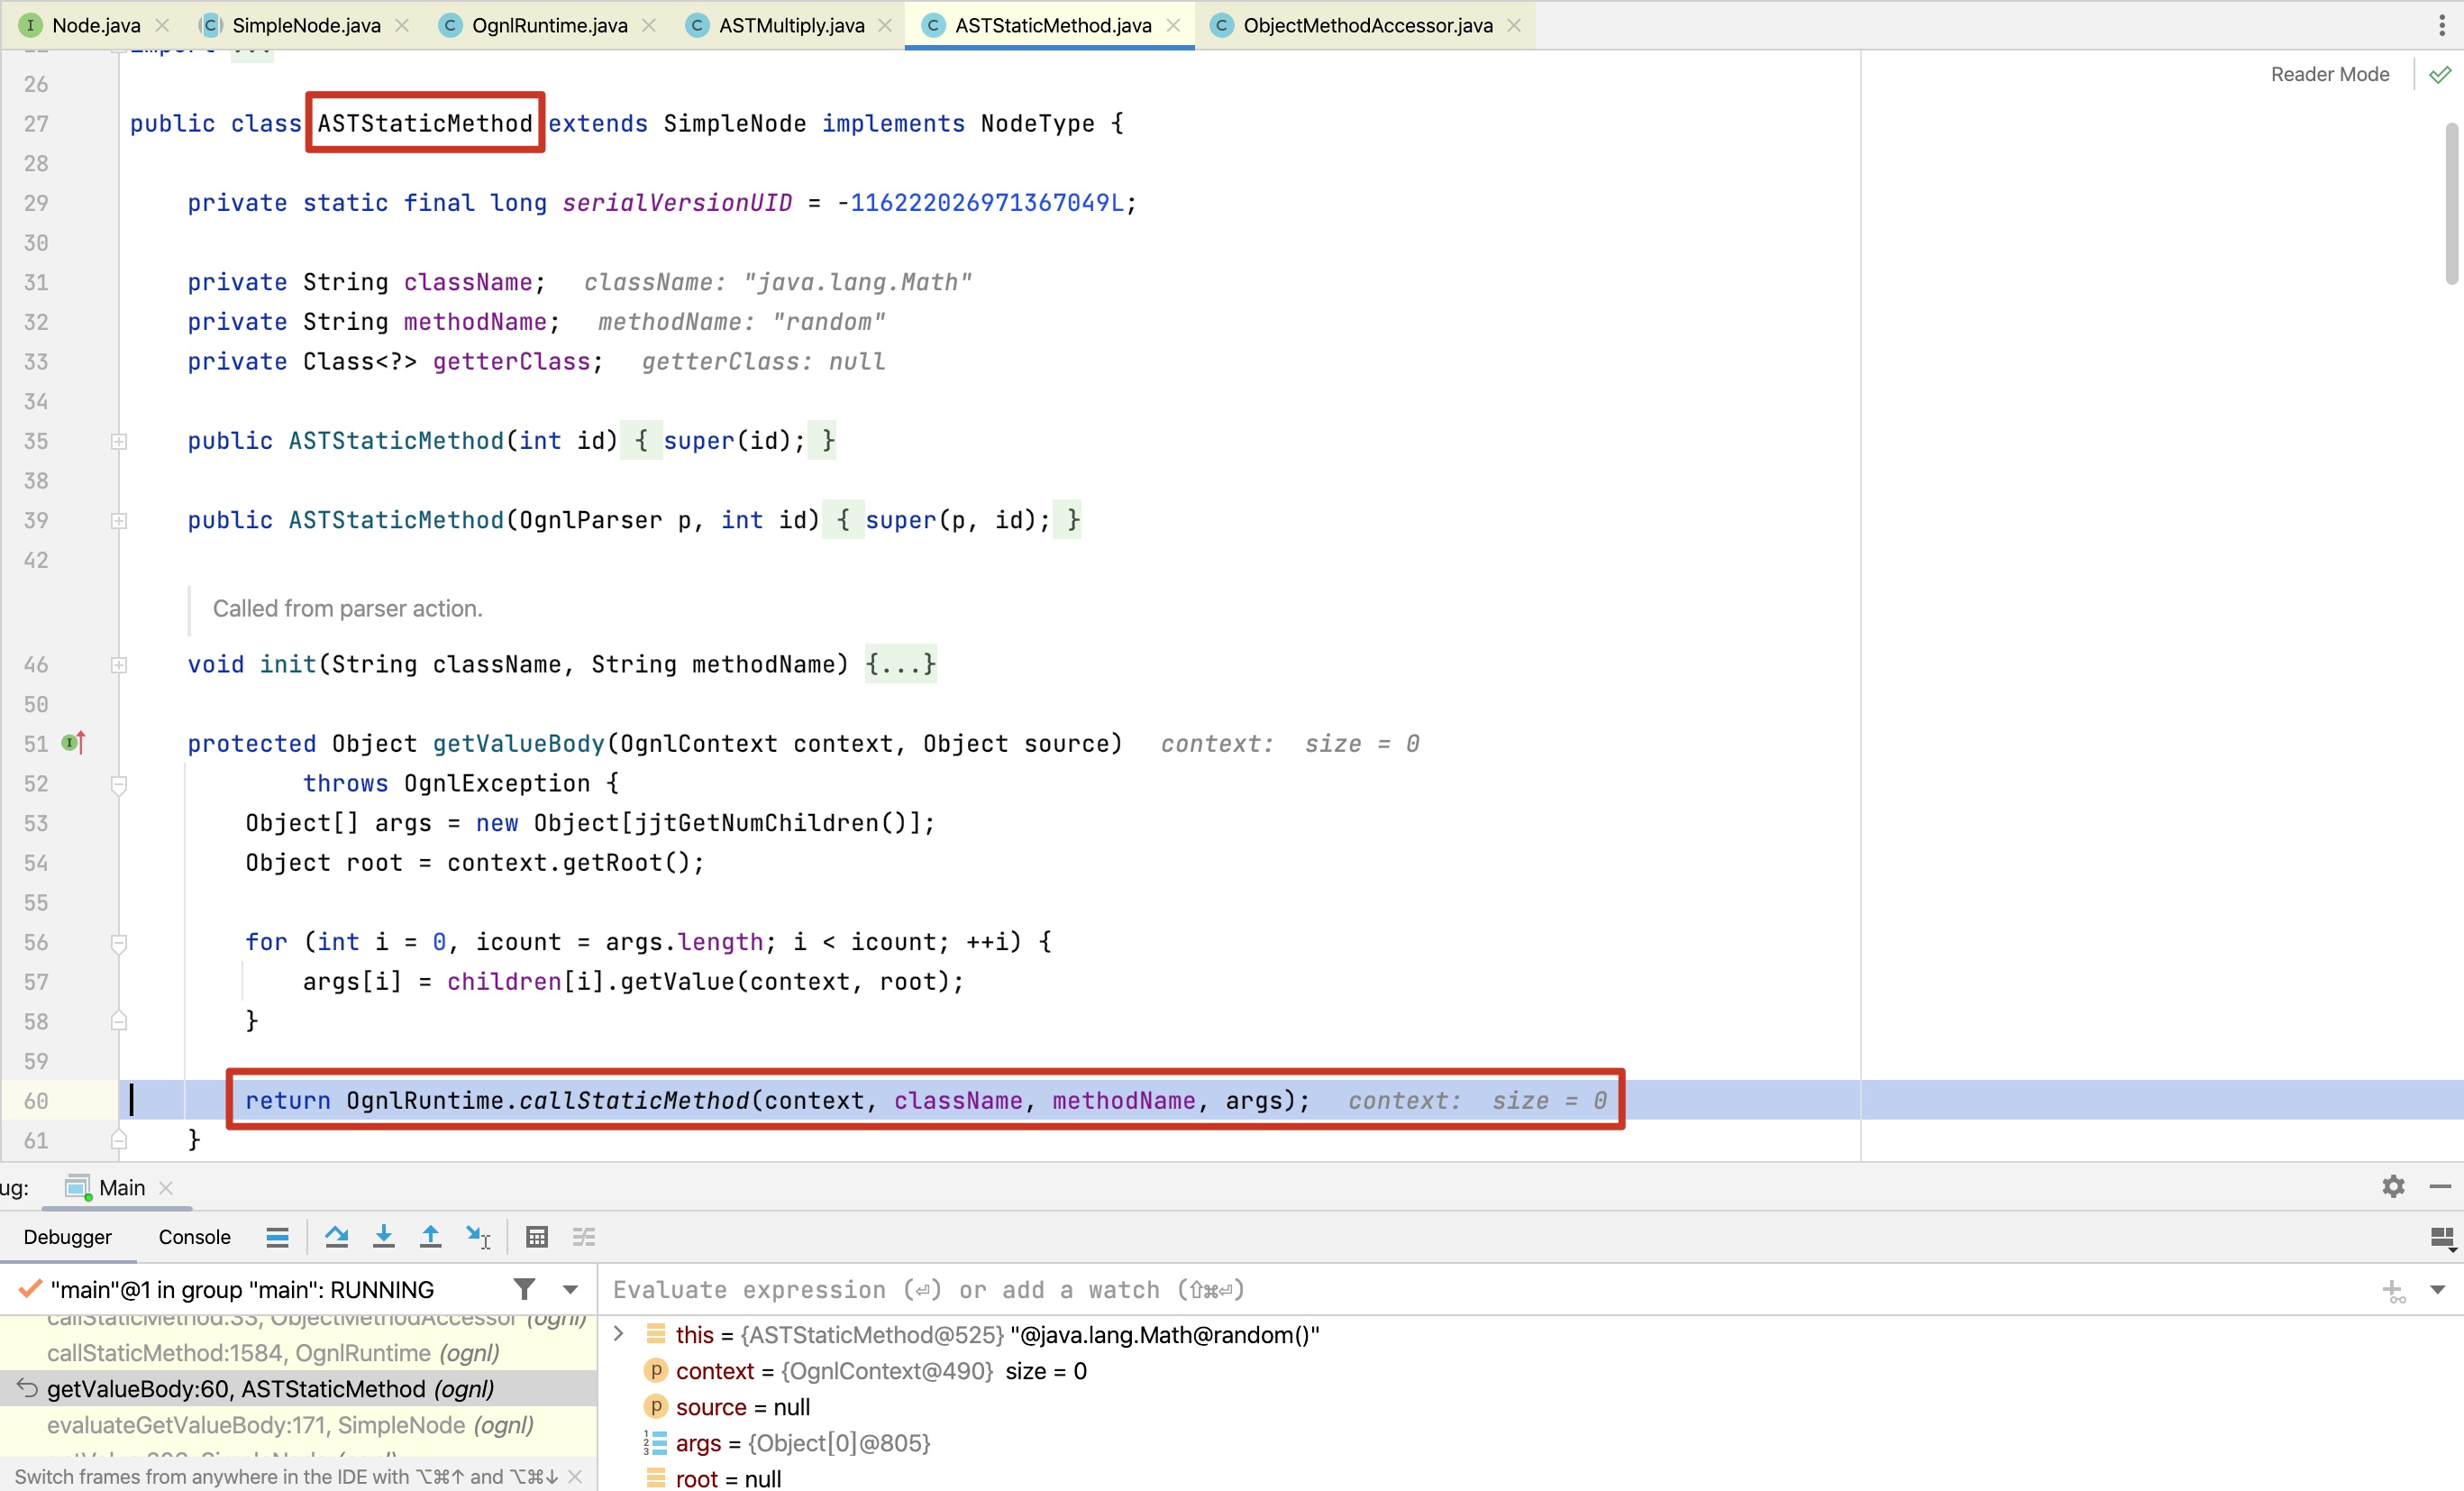 Node.java SimpleNode.java OgnlRuntime.java ASTMultiply.java ASTStaticMethod.java ObjectMethodAccessor.java
import ...
Reader Mode
26
27 public class ASTStaticMethod extends SimpleNode implements NodeType {
28
29 private static final long serialVersionUID = -116222026971367049L;
30
31 private String className; className: "java.lang.Math"
32 private String methodName; methodName: "random"
33 private Class<?> getterClass; getterClass: null
34
35 public ASTStaticMethod(int id) { super(id); }
38
39 public ASTStaticMethod(OgnlParser p, int id) { super(p, id); }
42
Called from parser action.
46 void init(String className, String methodName) {...}
50
51 protected Object getValueBody(OgnlContext context, Object source) context: size = 0
52 throws OgnlException {
53 Object[] args = new Object[jjtGetNumChildren()];
54 Object root = context.getRoot();
55
56 for (int i = 0, icount = args.length; i < icount; ++i) {
57 args[i] = children[i].getValue(context, root);
58 }
59
60 return OgnlRuntime.callStaticMethod(context, className, methodName, args); context: size = 0
61 }
ug: Main
Debugger Console
"main"@1 in group "main": RUNNING
Evaluate expression (⏎) or add a watch (⇧⌘⏎)
callStaticMethod:33, ObjectMethodAccessor (ognl)
callStaticMethod:1584, OgnlRuntime (ognl)
getValueBody:60, ASTStaticMethod (ognl)
evaluateGetValueBody:171, SimpleNode (ognl)
Switch frames from anywhere in the IDE with ⌥⌘↑ and ⌥⌘↓
this = {ASTStaticMethod@525} "@java.lang.Math@random()"
context = {OgnlContext@490} size = 0
source = null
args = {Object[0]@805}
root = null